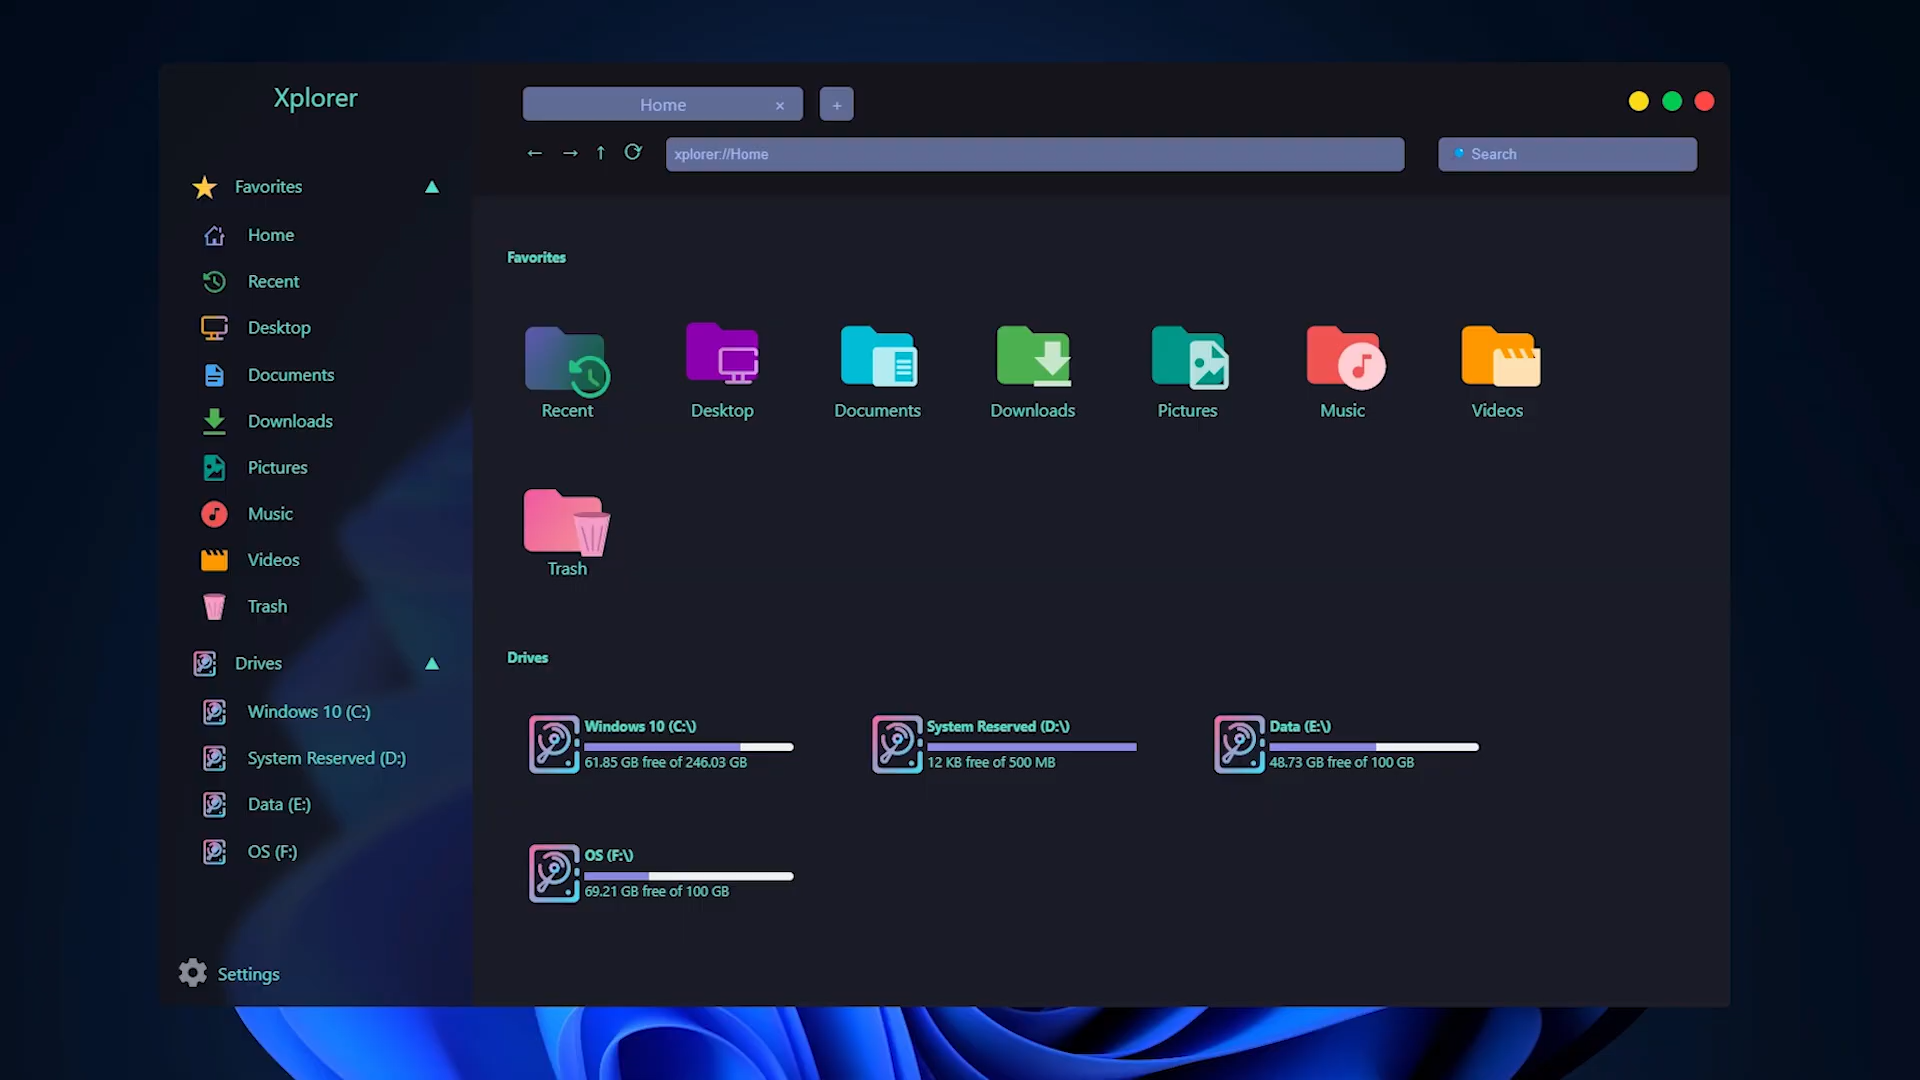 Xplorer
Home ×
+
xplorer://Home
Search
Favorites
Home
Recent
Desktop
Documents
Downloads
Pictures
Music
Videos
Trash
Drives
Windows 10 (C:)
System Reserved (D:)
Data (E:)
OS (F:)
Settings
Favorites
Recent
Desktop
Documents
Downloads
Pictures
Music
Videos
Trash
Drives
Windows 10 (C:\)
61.85 GB free of 246.03 GB
System Reserved (D:\)
12 KB free of 500 MB
Data (E:\)
48.73 GB free of 100 GB
OS (F:\)
69.21 GB free of 100 GB